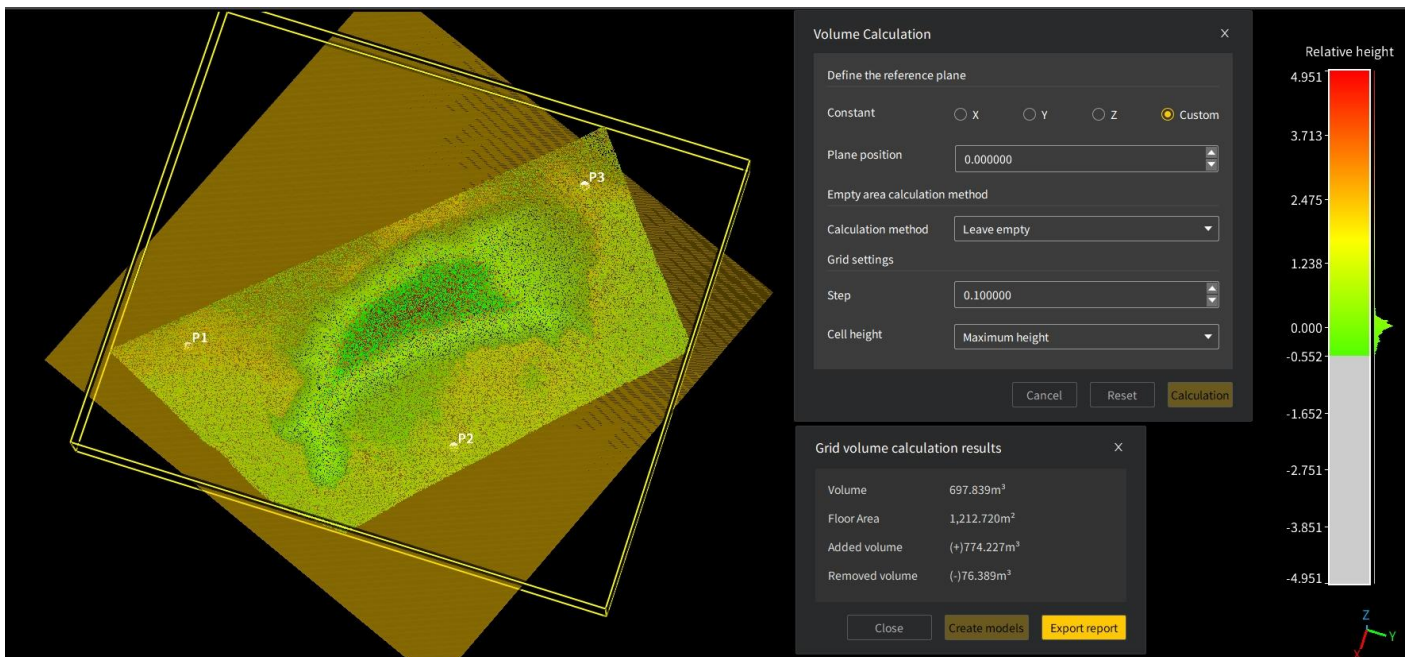 Volume Calculation X
Define the reference plane
Constant X Y Z Custom
Plane position 0.000000
Empty area calculation method
Calculation method Leave empty
Grid settings
Step 0.100000
Cell height Maximum height
Cancel Reset Calculation
Grid volume calculation results X
Volume 697.839m³
Floor Area 1,212.720m²
Added volume (+)774.227m³
Removed volume (-)76.389m³
Close Create models Export report
P3
P1
P2
Relative height
4.951
3.713
2.475
1.238
0.000
-0.552
-1.652
-2.751
-3.851
-4.951
Z
Y
X